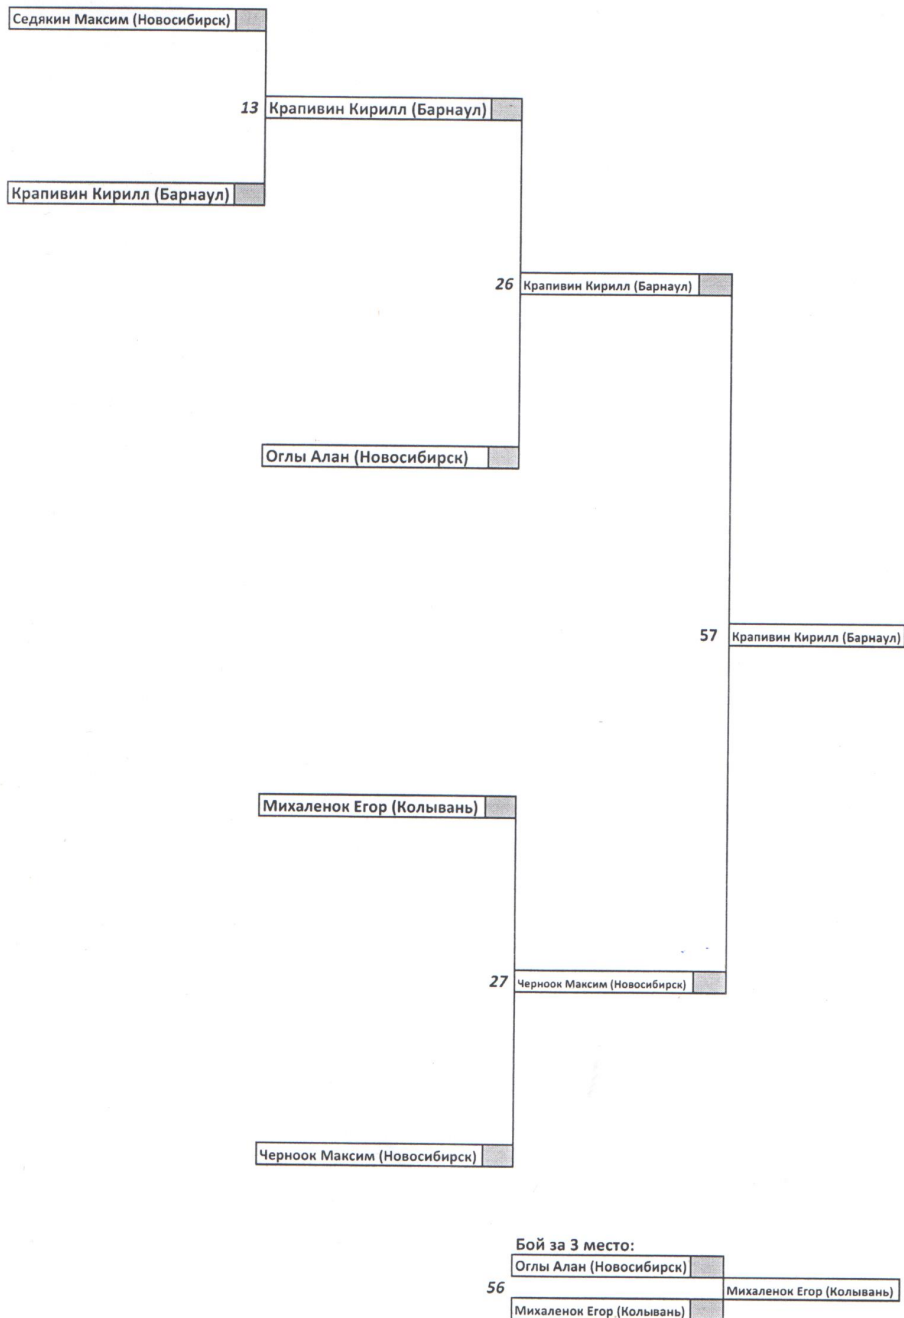 Седякин Максим (Новосибирск)
13 Крапивин Кирилл (Барнаул)
Крапивин Кирилл (Барнаул)
26 Крапивин Кирилл (Барнаул)
Оглы Алан (Новосибирск)
57 Крапивин Кирилл (Барнаул)
Михаленок Егор (Колывань)
27 Черноок Максим (Новосибирск)
Черноок Максим (Новосибирск)
Бой за 3 место:
Оглы Алан (Новосибирск)
56 Михаленок Егор (Колывань)
Михаленок Егор (Колывань)